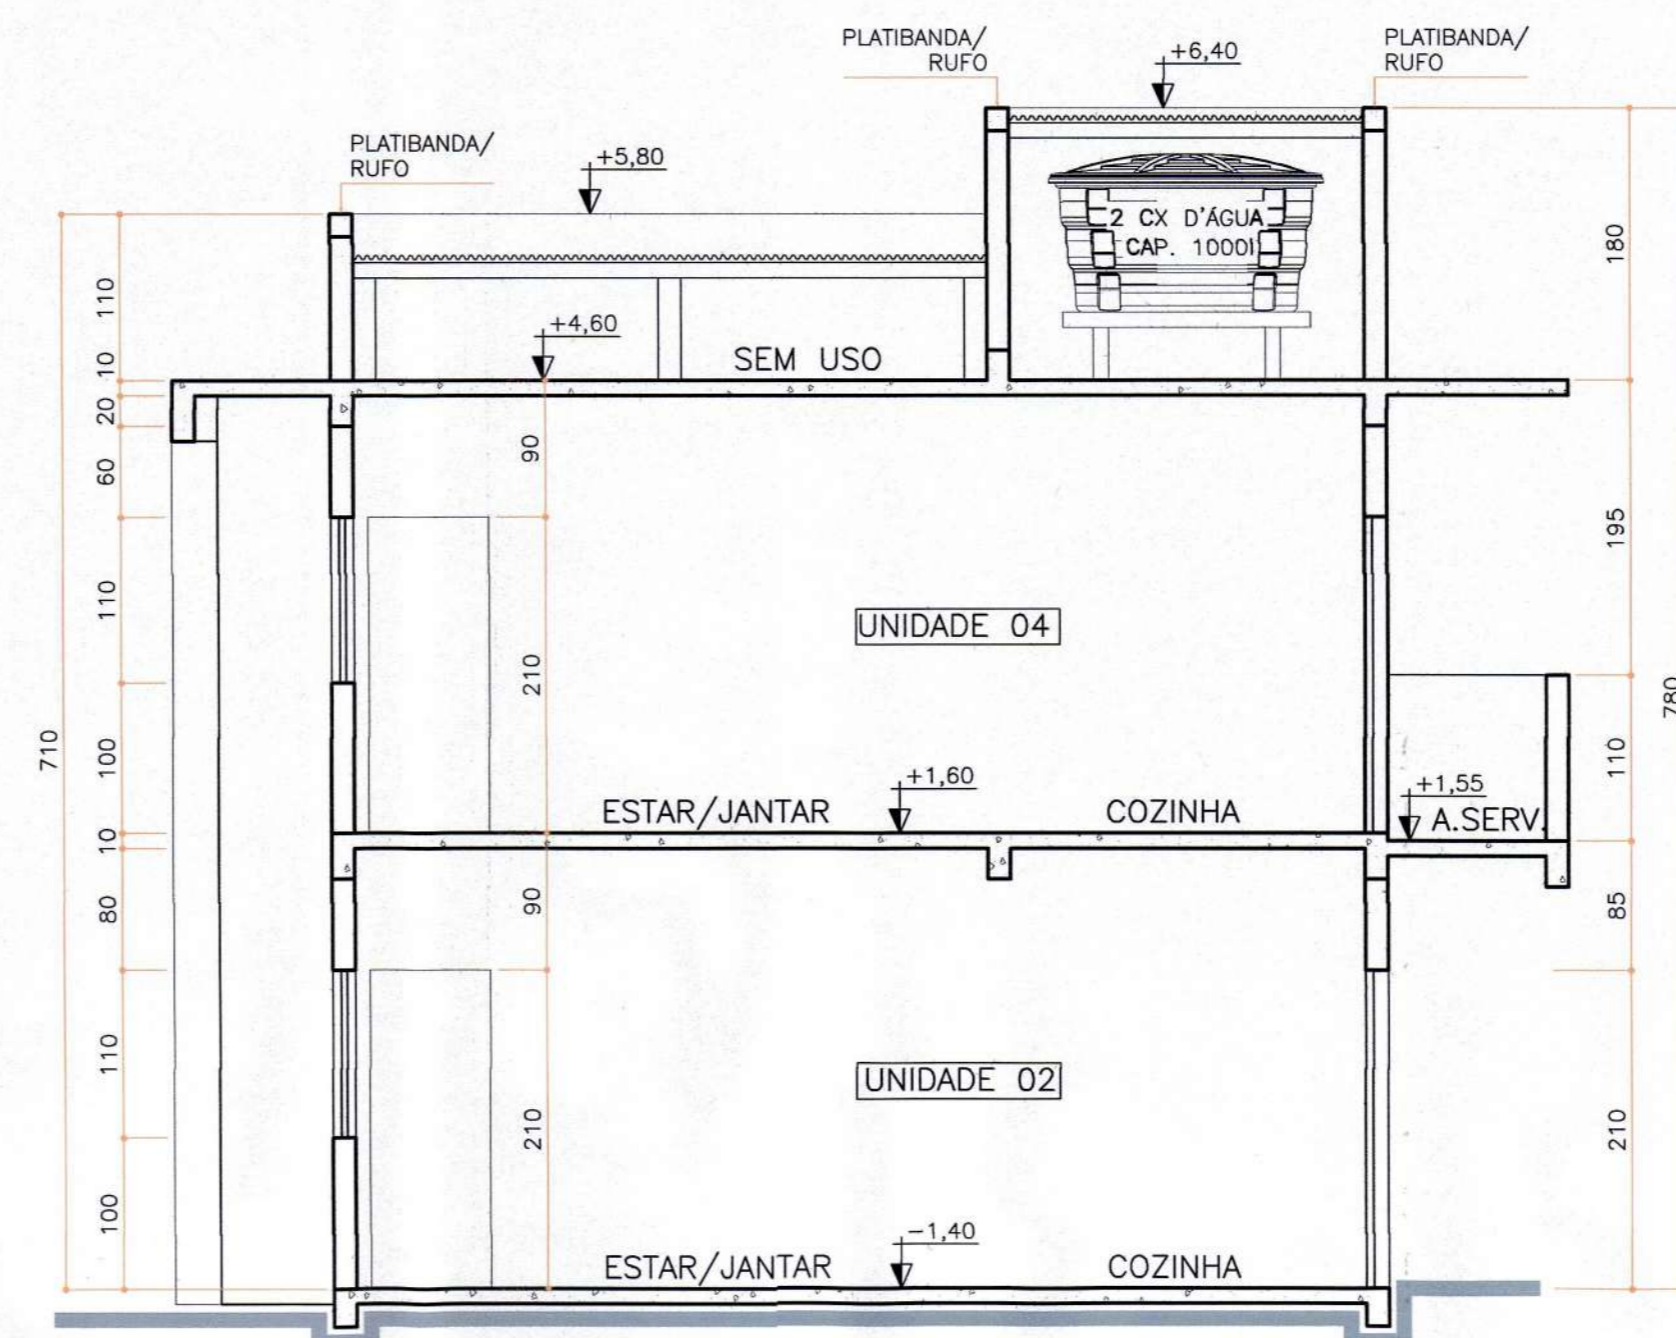 PLATIBANDA/
RUFO
+6,40
PLATIBANDA/
RUFO
PLATIBANDA/
RUFO
+5,80
2 CX D'ÁGUA
CAP. 1000l
180
110
+4,60
SEM USO
10
20
90
60
195
110
UNIDADE 04
210
780
710
100
110
+1,60
+1,55
ESTAR/JANTAR
COZINHA
A.SERV.
10
80
90
85
110
UNIDADE 02
210
210
100
-1,40
ESTAR/JANTAR
COZINHA